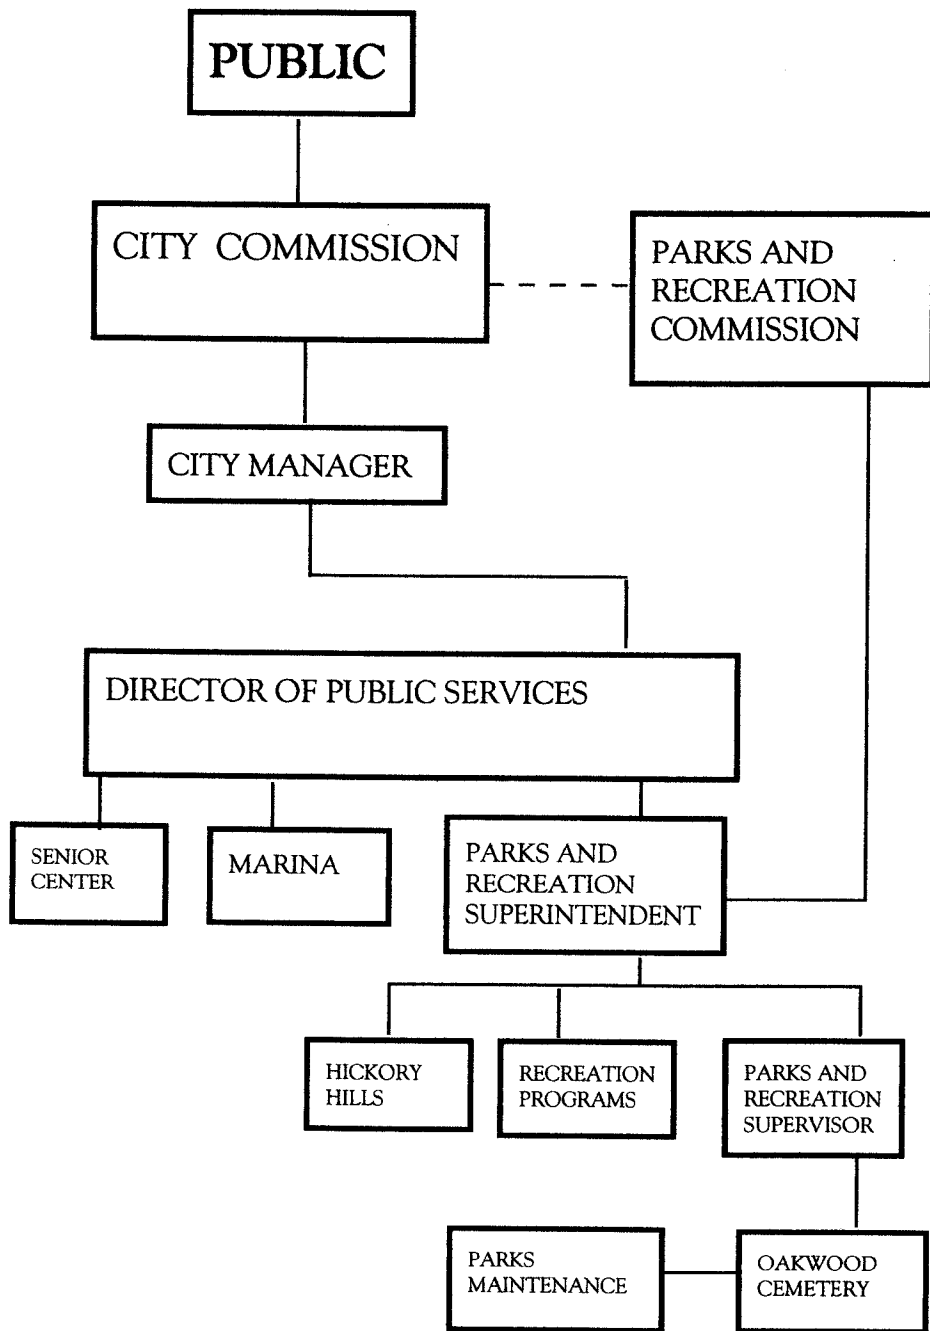 PUBLIC
CITY COMMISSION
PARKS AND
RECREATION
COMMISSION
CITY MANAGER
DIRECTOR OF PUBLIC SERVICES
SENIOR
CENTER
MARINA
PARKS AND
RECREATION
SUPERINTENDENT
HICKORY
HILLS
RECREATION
PROGRAMS
PARKS AND
RECREATION
SUPERVISOR
PARKS
MAINTENANCE
OAKWOOD
CEMETERY